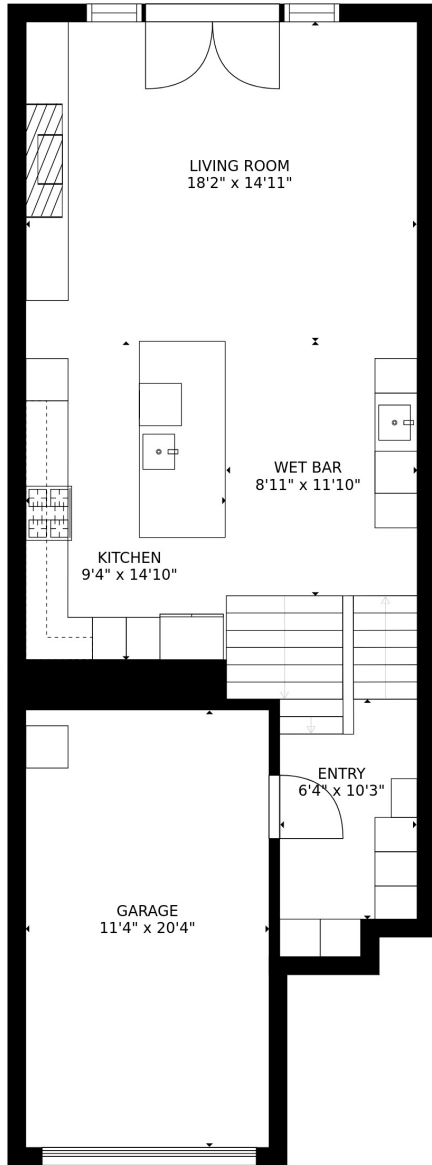 LIVING ROOM
18'2" x 14'11"
WET BAR
8'11" x 11'10"
KITCHEN
9'4" x 14'10"
ENTRY
6'4" x 10'3"
GARAGE
11'4" x 20'4"